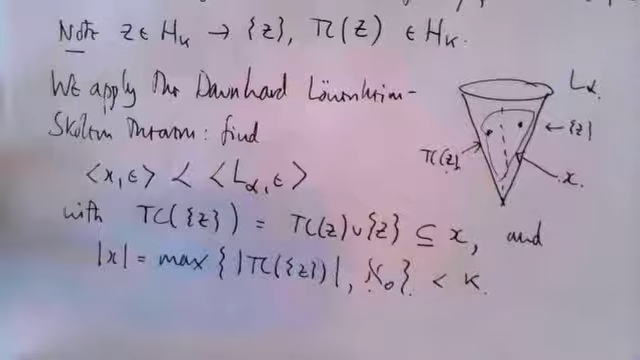 Note z ∈ H_κ → {z}, TC(z) ∈ H_κ.
We apply the Downward Löwenheim-
Skolem Theorem: find
⟨x, ∈⟩ ≺ ⟨L_α, ∈⟩
with TC({z}) = TC(z) ∪ {z} ⊆ x, and
|x| = max{|TC({z})|, ℵ₀} < κ.
L_α
{z}
TC(z)
x